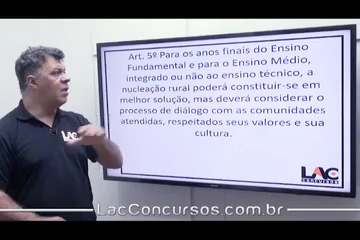 Art. 5º Para os anos finais do Ensino
Fundamental e para o Ensino Médio,
integrado ou não ao ensino técnico, a
nucleação rural poderá constituir-se em
melhor solução, mas deverá considerar o
processo de diálogo com as comunidades
atendidas, respeitados seus valores e sua
cultura.
LAC
LAC
CONCURSOS
LacConcursos.com.br